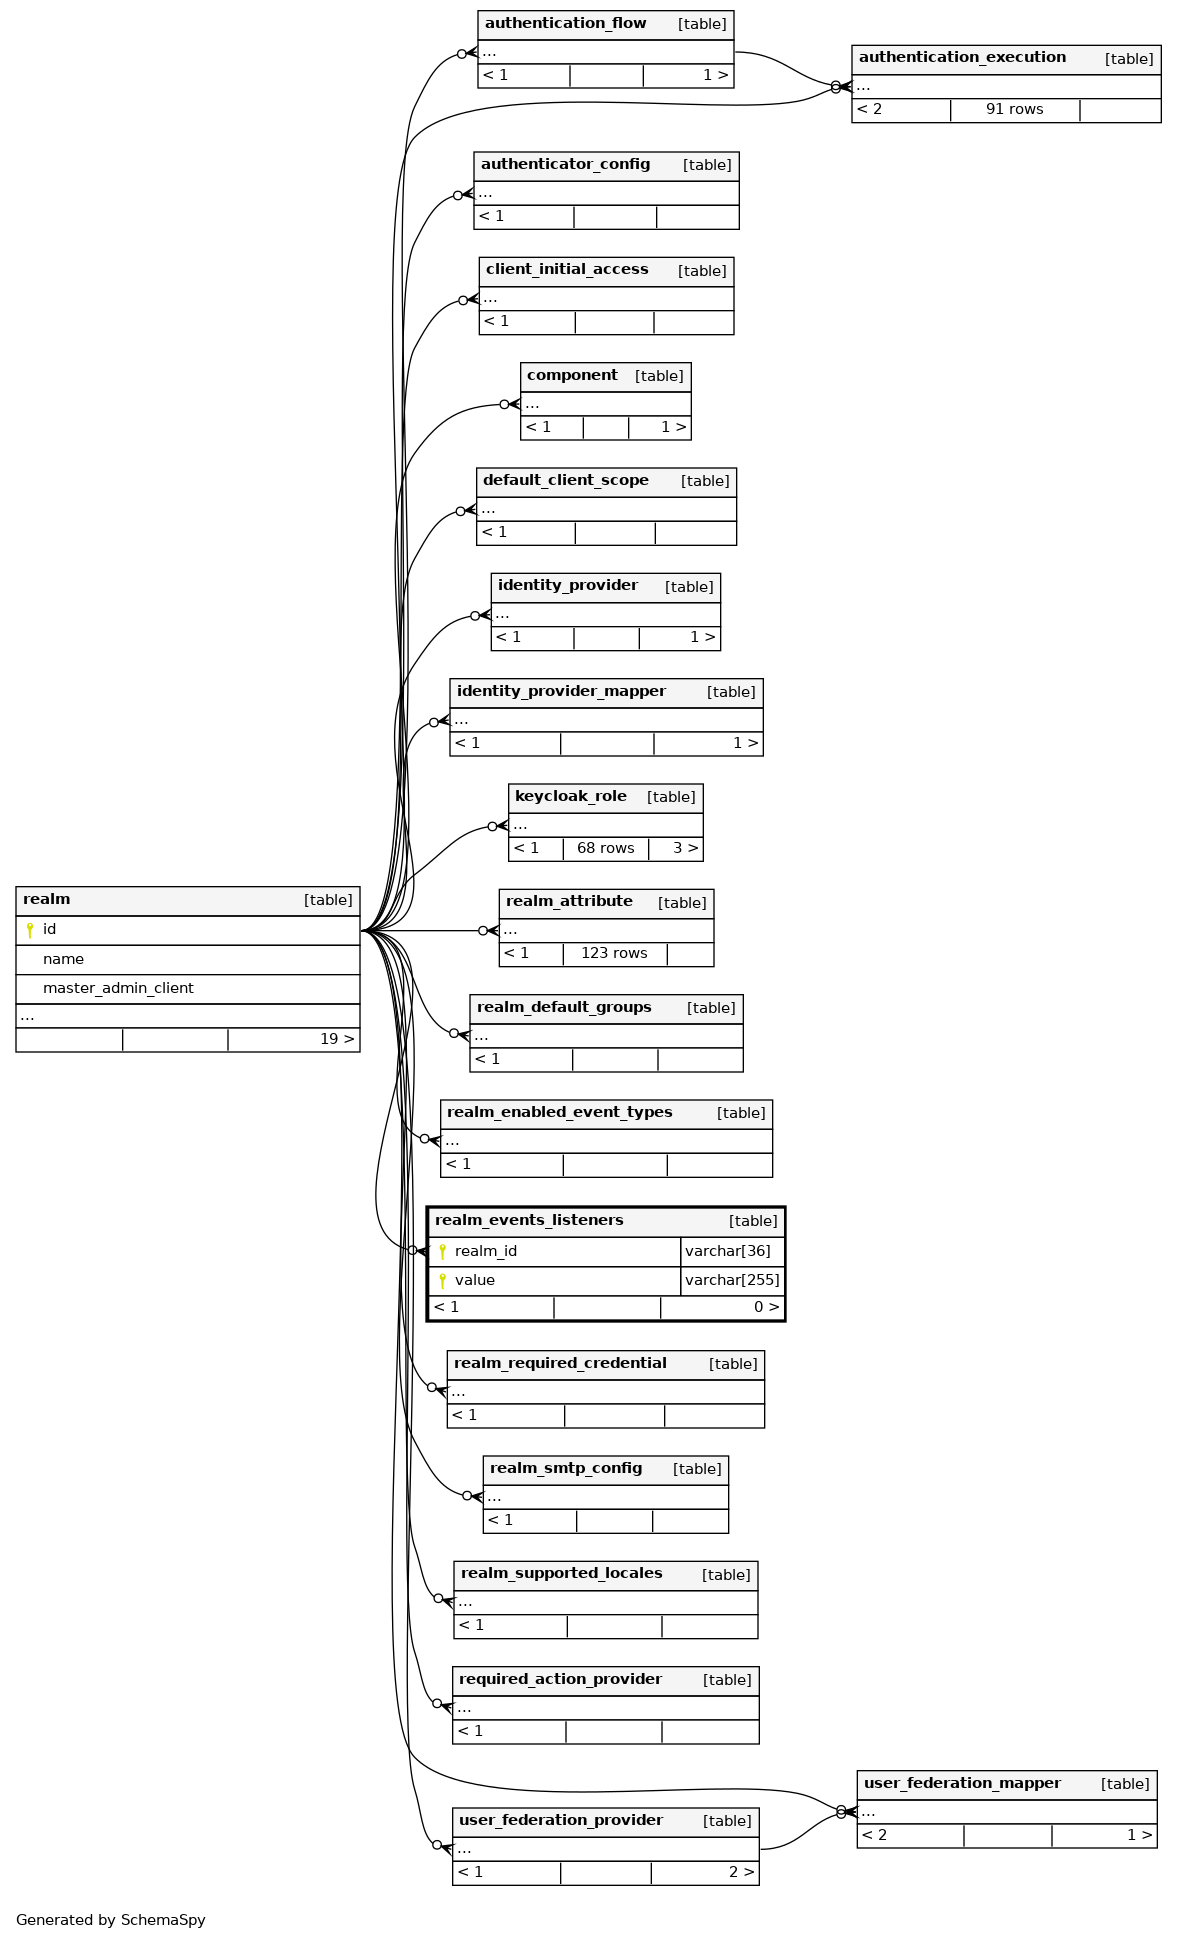 authentication_flow [table]
...
< 1 1 >
authentication_execution [table]
...
< 2 91 rows
authenticator_config [table]
...
< 1
client_initial_access [table]
...
< 1
component [table]
...
< 1 1 >
default_client_scope [table]
...
< 1
identity_provider [table]
...
< 1 1 >
identity_provider_mapper [table]
...
< 1 1 >
keycloak_role [table]
...
< 1 68 rows 3 >
realm [table]
id
name
master_admin_client
...
19 >
realm_attribute [table]
...
< 1 123 rows
realm_default_groups [table]
...
< 1
realm_enabled_event_types [table]
...
< 1
realm_events_listeners [table]
realm_id varchar[36]
value varchar[255]
< 1 0 >
realm_required_credential [table]
...
< 1
realm_smtp_config [table]
...
< 1
realm_supported_locales [table]
...
< 1
required_action_provider [table]
...
< 1
user_federation_mapper [table]
...
< 2 1 >
user_federation_provider [table]
...
< 1 2 >
Generated by SchemaSpy